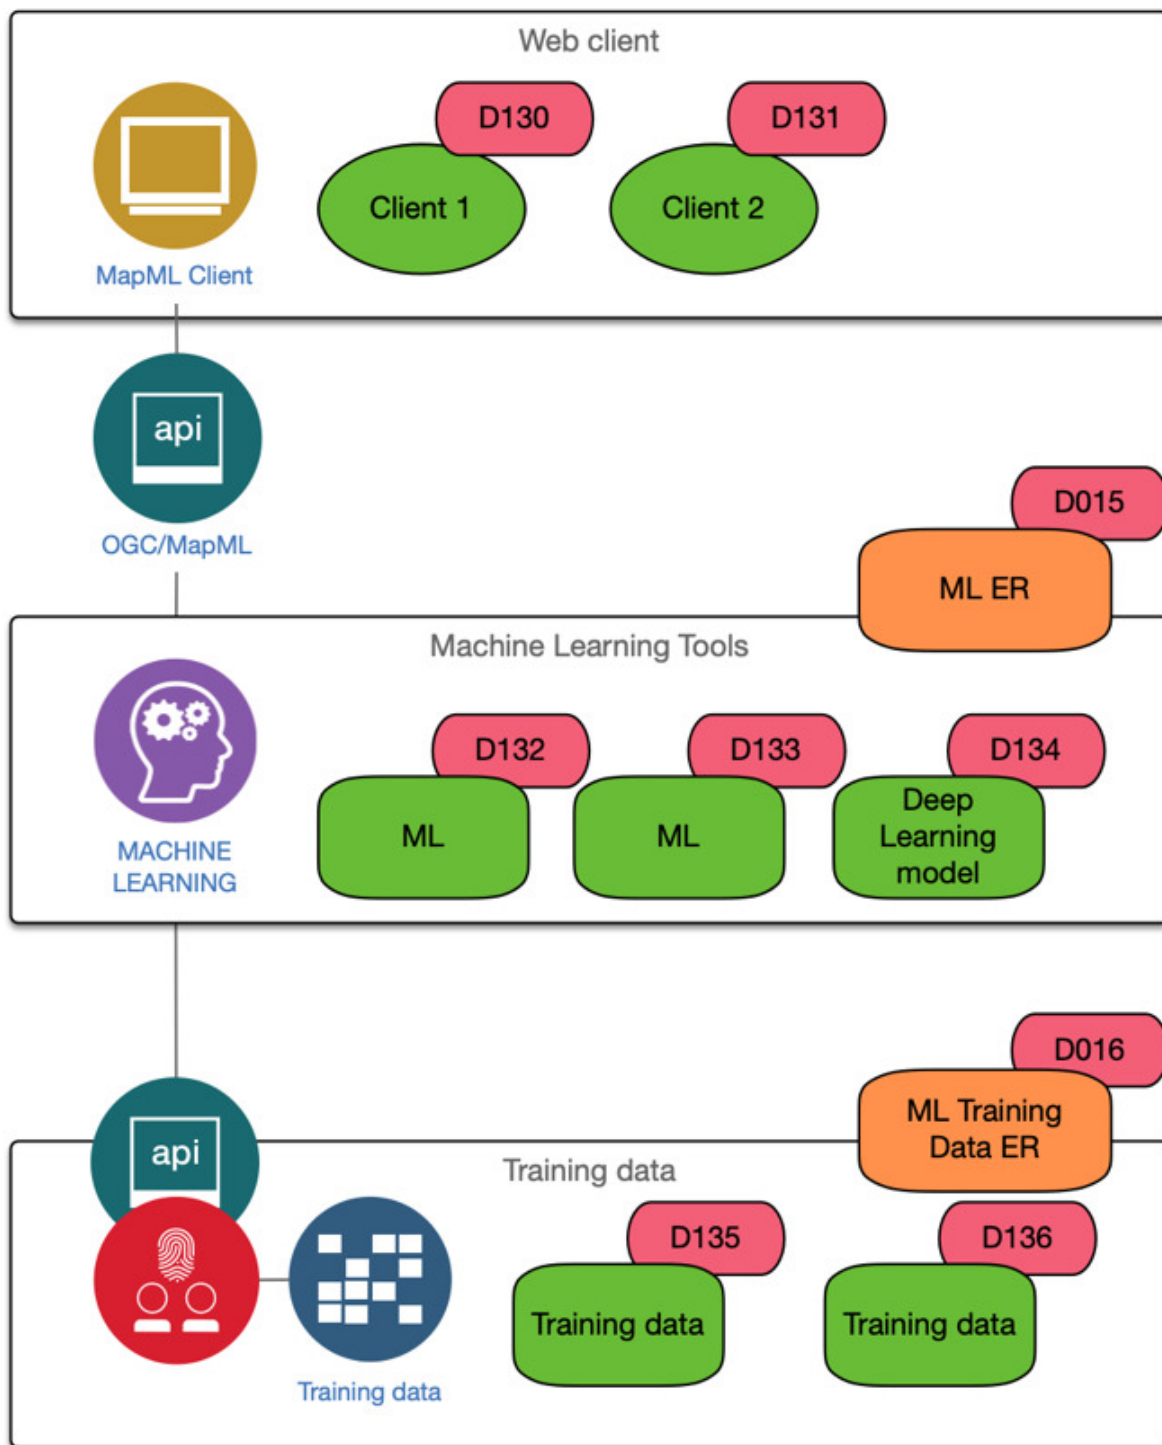 Web client
D130
D131
Client 1
Client 2
MapML Client
api
OGC/MapML
D015
ML ER
Machine Learning Tools
D132
D133
D134
ML
ML
Deep
Learning
model
MACHINE
LEARNING
D016
ML Training
Data ER
api
Training data
D135
D136
Training data
Training data
Training data